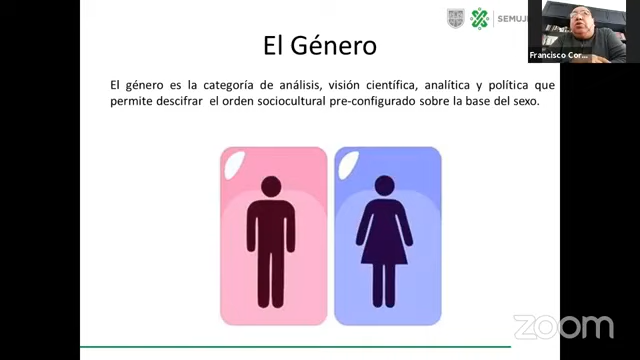 SEMUJE
El Género
Francisco Cor...
El género es la categoría de análisis, visión científica, analítica y política que
permite descifrar el orden sociocultural pre-configurado sobre la base del sexo.
zoom